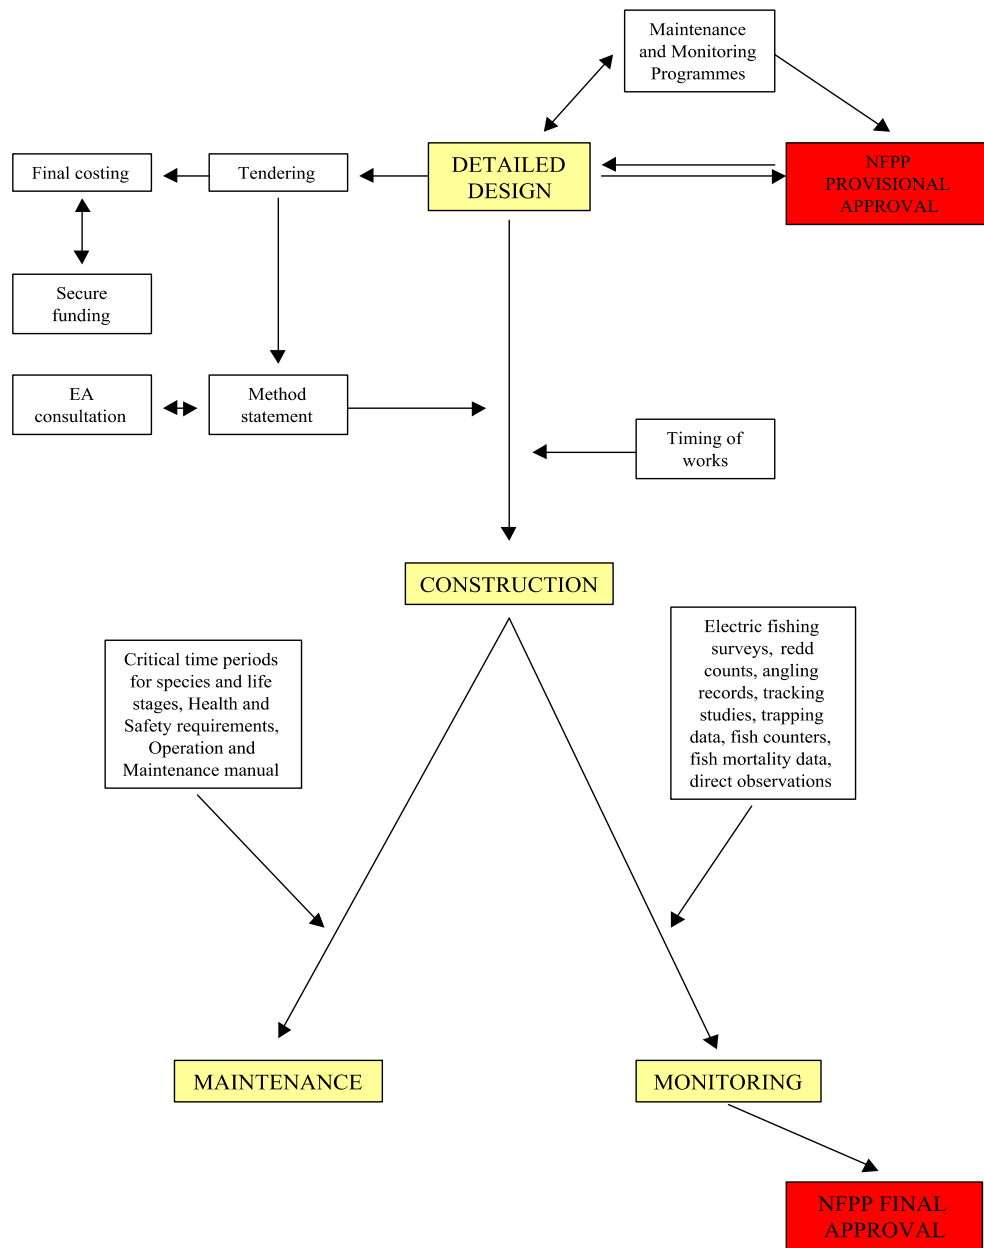 Maintenance
and Monitoring
Programmes
Final costing
Tendering
DETAILED
DESIGN
NFPP
PROVISIONAL
APPROVAL
Secure
funding
EA
consultation
Method
statement
Timing of
works
CONSTRUCTION
Critical time periods
for species and life
stages, Health and
Safety requirements,
Operation and
Maintenance manual
Electric fishing
surveys, redd
counts, angling
records, tracking
studies, trapping
data, fish counters,
fish mortality data,
direct observations
MAINTENANCE
MONITORING
NFPP FINAL
APPROVAL